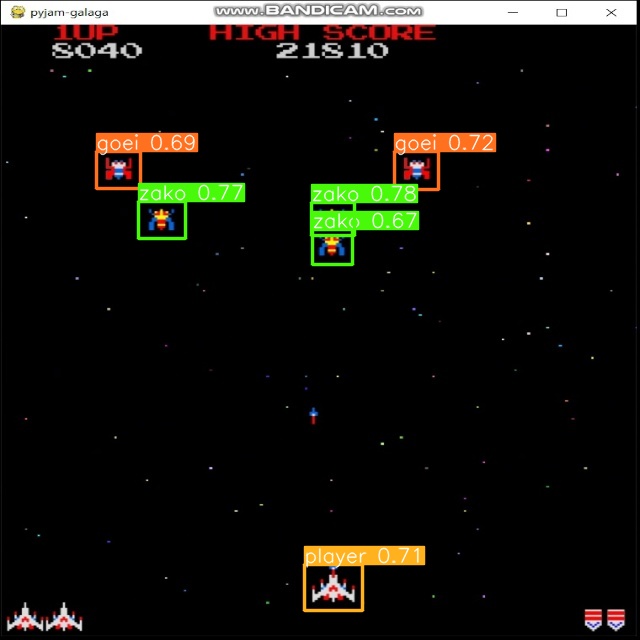 pyjam-galaga
www.BANDICAM.com
1UP HIGH SCORE
8040 21810
goei 0.69
goei 0.72
zako 0.77
zako 0.78
zako 0.67
player 0.71